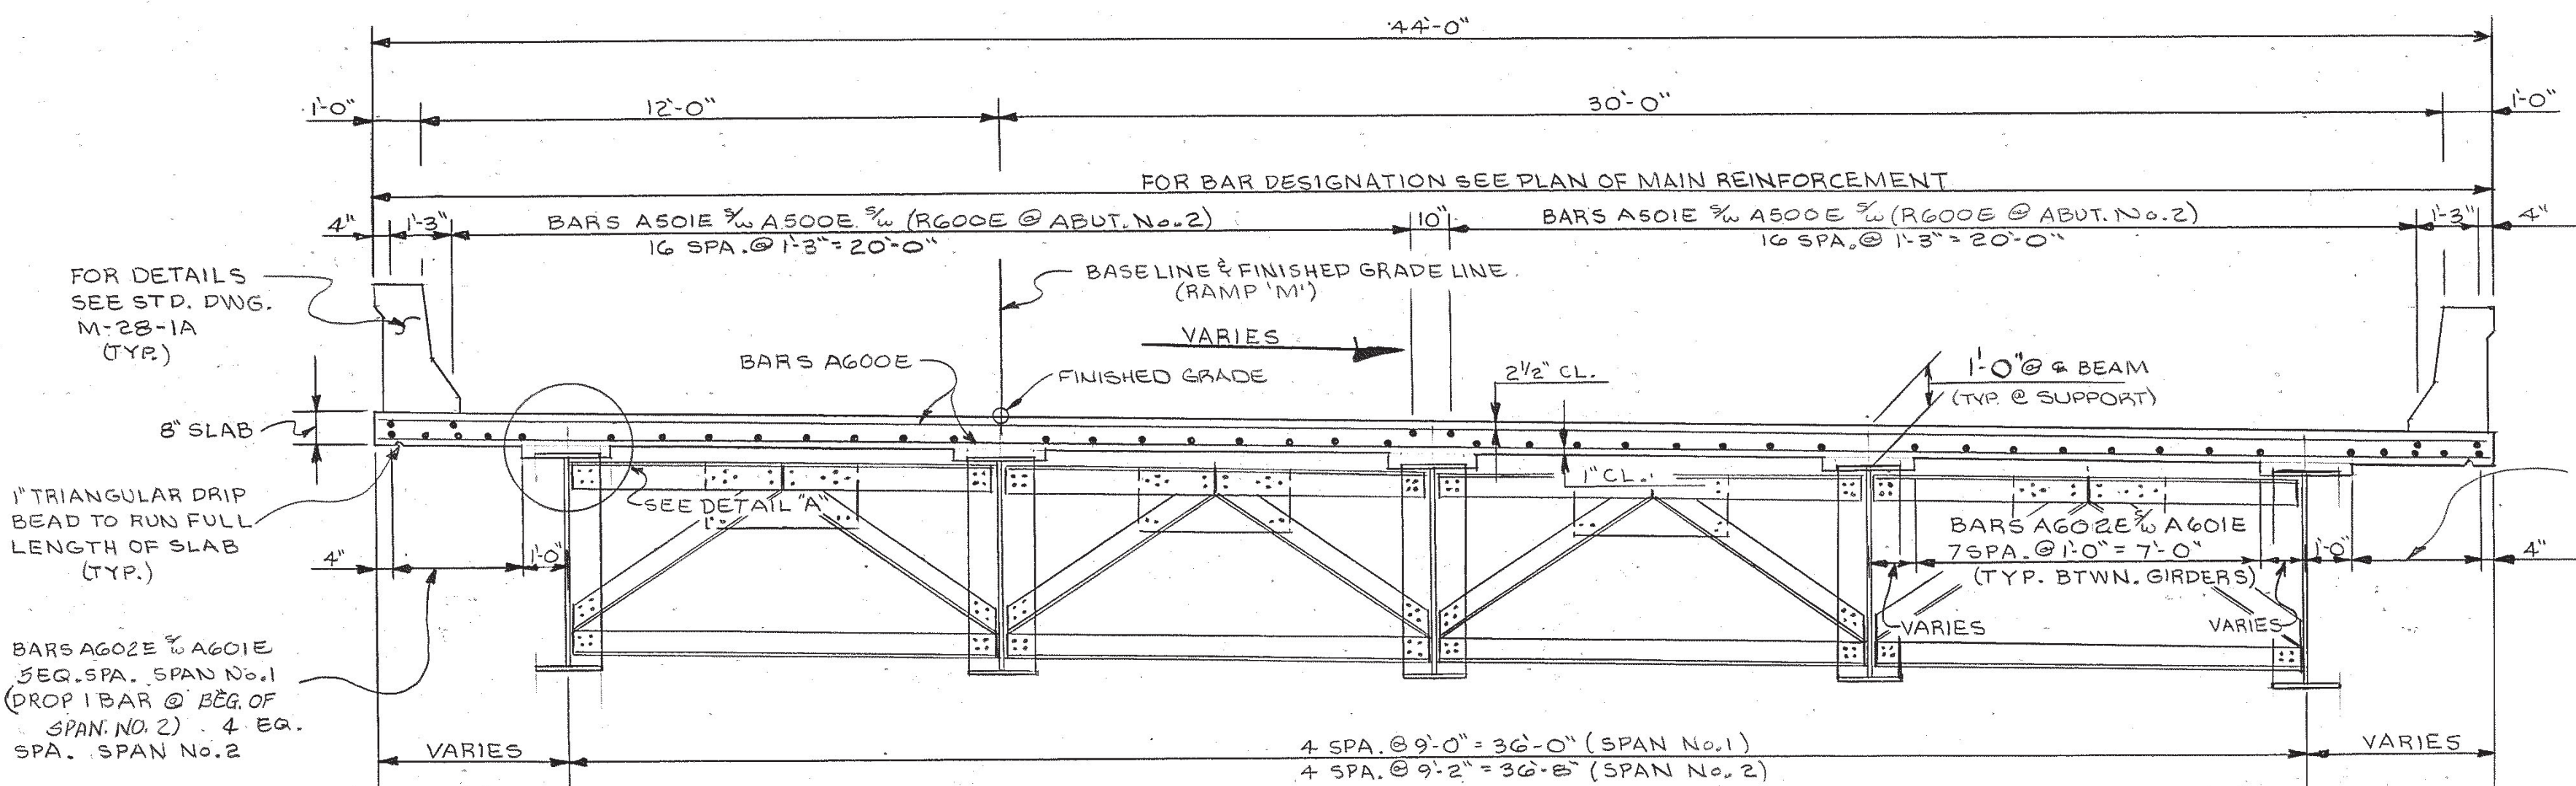 44'-0"
1'-0"
12'-0"
30'-0"
1'-0"
FOR BAR DESIGNATION SEE PLAN OF MAIN REINFORCEMENT
4"
1'-3"
BARS A501E s/w A500E s/w (R600E @ ABUT. No. 2)
16 SPA. @ 1'-3" = 20'-0"
10"
BARS A501E s/w A500E s/w (R600E @ ABUT. No. 2)
16 SPA. @ 1'-3" = 20'-0"
1'-3"
4"
FOR DETAILS
SEE STD. DWG.
M-28-1A
(TYP.)
BASE LINE & FINISHED GRADE LINE
(RAMP 'M')
VARIES
BARS A600E
FINISHED GRADE
2 1/2" CL.
1'-0" @ ℄ BEAM
(TYP. @ SUPPORT)
8" SLAB
1" CL.
SEE DETAIL "A"
1" TRIANGULAR DRIP
BEAD TO RUN FULL
LENGTH OF SLAB
(TYP.)
4"
1'-0"
BARS A602E s/w A601E
7 SPA. @ 1'-0" = 7'-0"
(TYP. BTWN. GIRDERS)
1'-0"
4"
VARIES
VARIES
BARS A602E s/w A601E
5 EQ. SPA. SPAN No. 1
(DROP 1 BAR @ BEG. OF
SPAN. NO. 2) . 4 EQ.
SPA. SPAN No. 2
VARIES
4 SPA. @ 9'-0" = 36'-0" (SPAN No. 1)
4 SPA. @ 9'-2" = 36'-8" (SPAN No. 2)
VARIES